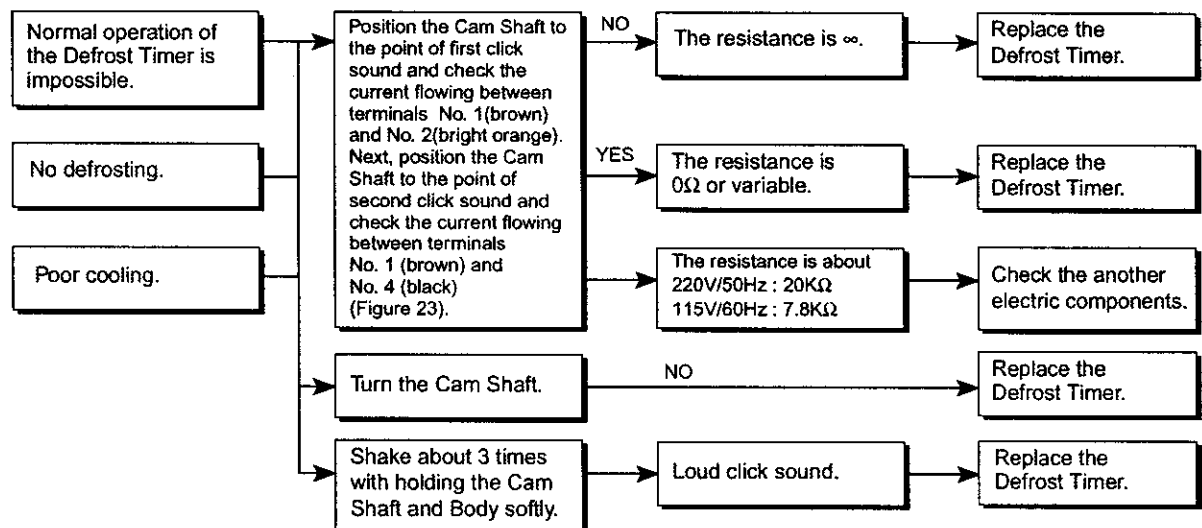 Normal operation of
the Defrost Timer is
impossible.
No defrosting.
Poor cooling.
Position the Cam Shaft to
the point of first click
sound and check the
current flowing between
terminals No. 1(brown)
and No. 2(bright orange).
Next, position the Cam
Shaft to the point of
second click sound and
check the current flowing
between terminals
No. 1 (brown) and
No. 4 (black)
(Figure 23).
NO
The resistance is ∞.
Replace the
Defrost Timer.
YES
The resistance is
0Ω or variable.
Replace the
Defrost Timer.
The resistance is about
220V/50Hz : 20KΩ
115V/60Hz : 7.8KΩ
Check the another
electric components.
Turn the Cam Shaft.
NO
Replace the
Defrost Timer.
Shake about 3 times
with holding the Cam
Shaft and Body softly.
Loud click sound.
Replace the
Defrost Timer.